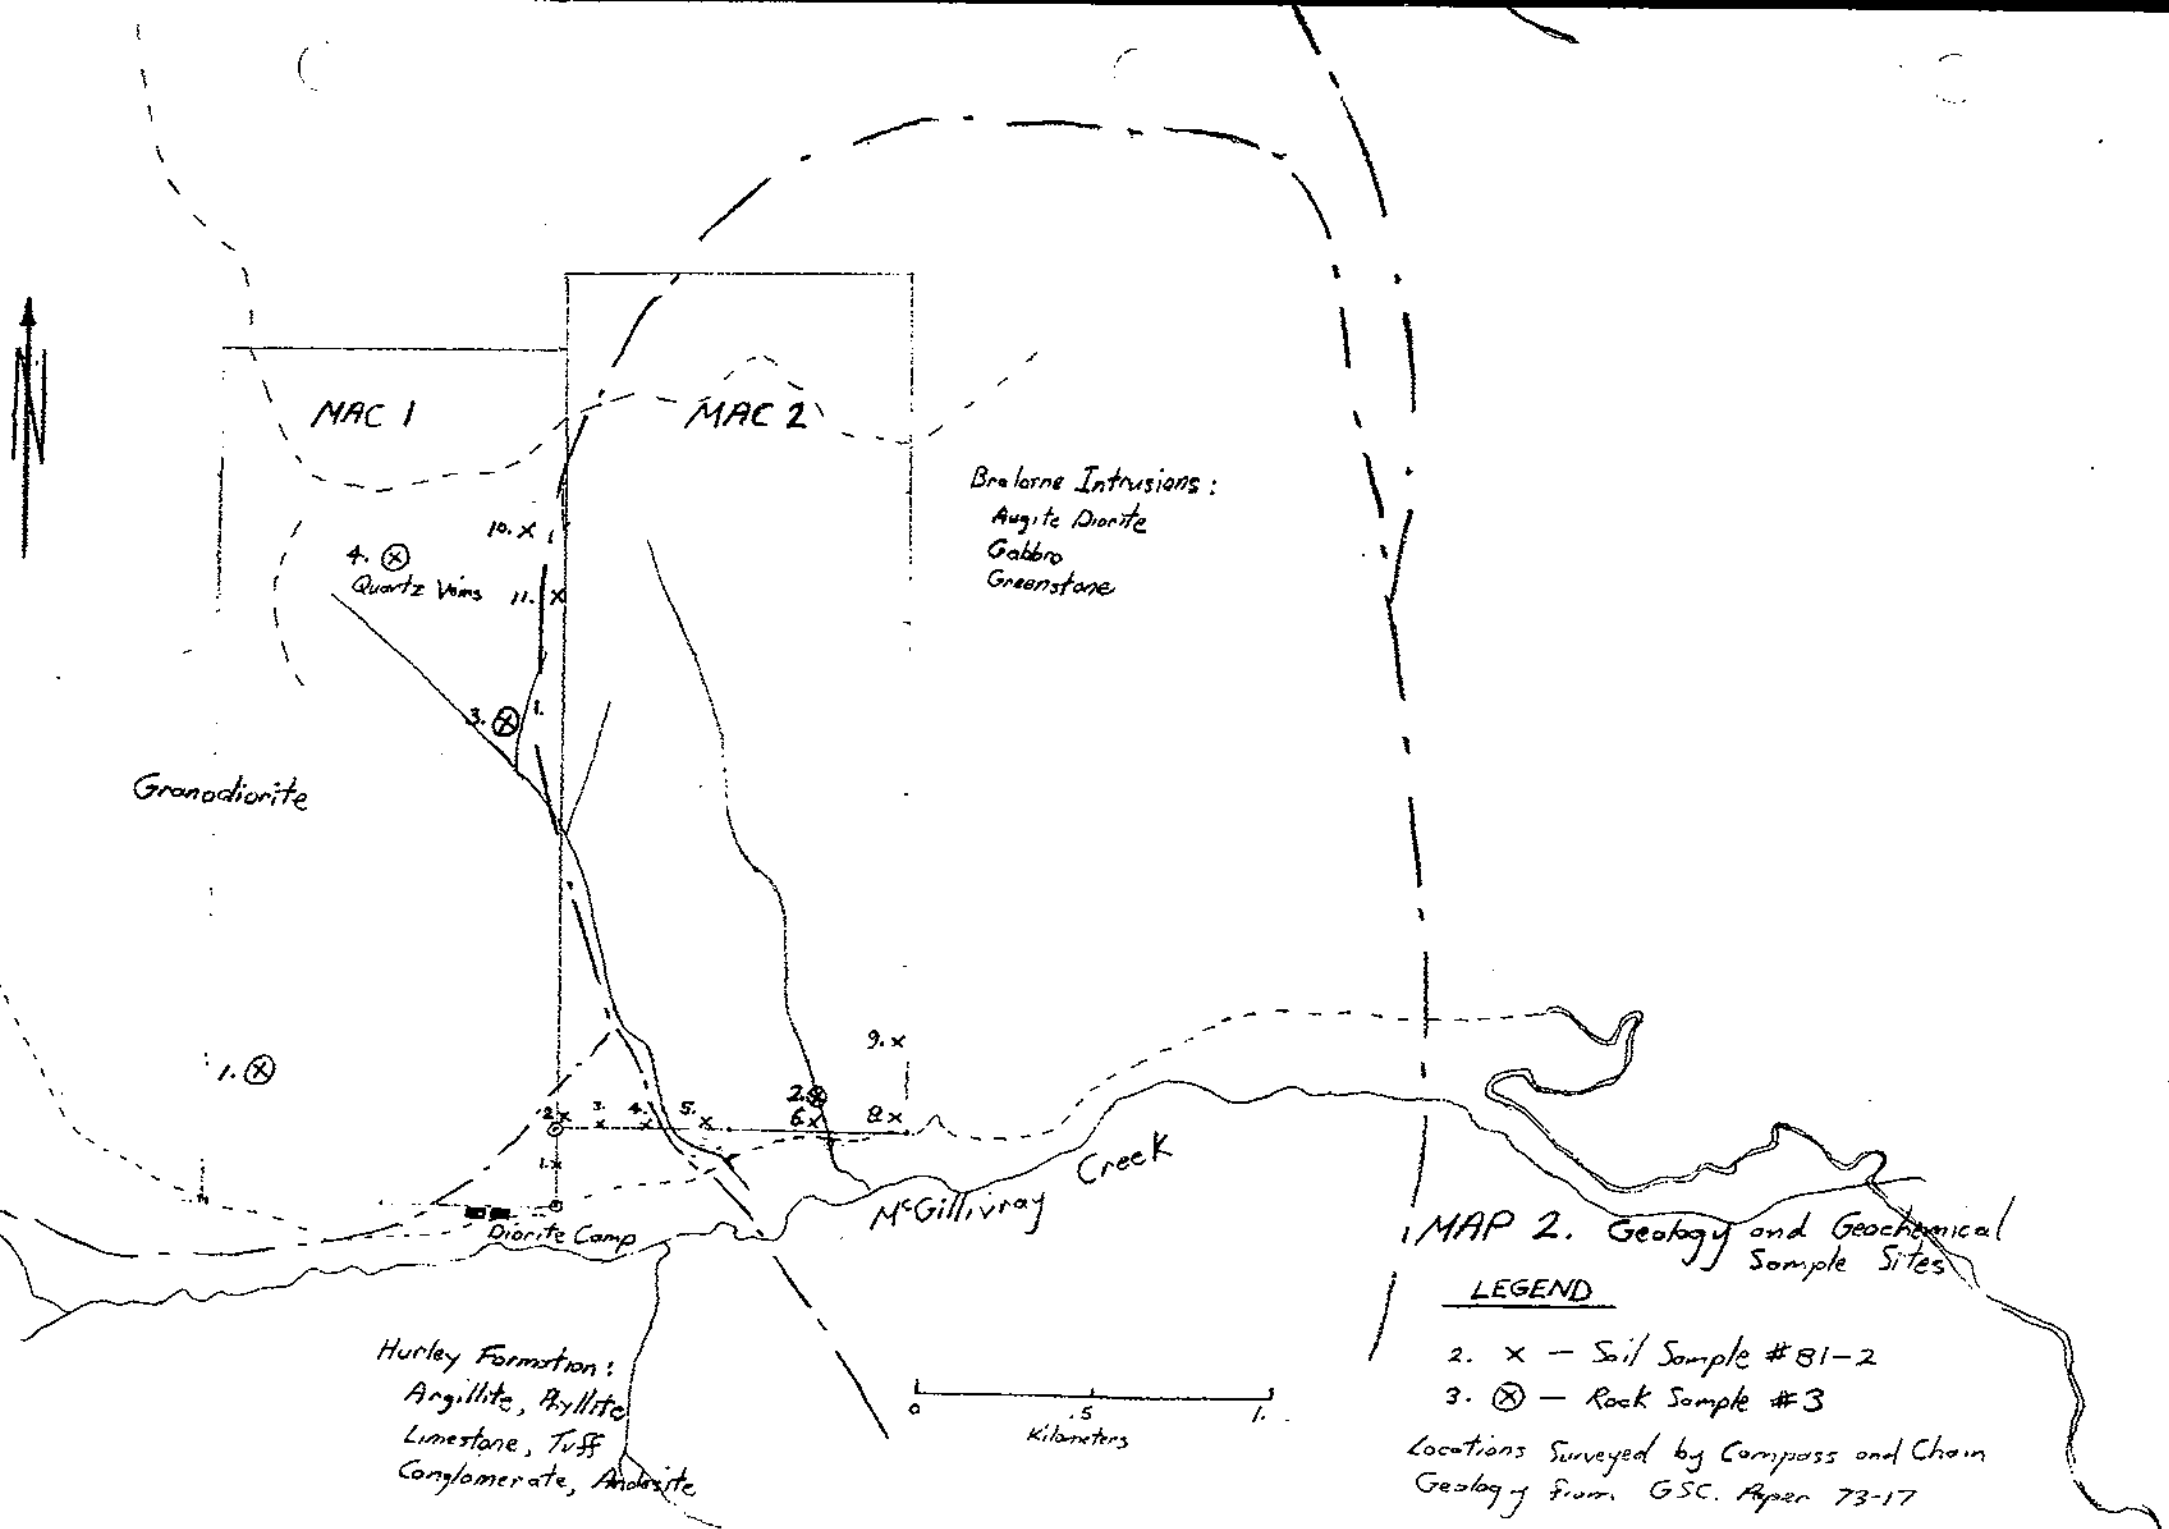 N
MAC 1
MAC 2
Bralorne Intrusions:
Augite Diorite
Gabbro
Greenstone
10. x
4. ⓧ
Quartz Veins
11. x
3. ⓧ
1.
Granodiorite
9. x
1. ⓧ
2. ⓧ
2. x
3. x
4. x
5. x
6. x
8. x
1. x
Creek
McGillivray
Diorite Camp
MAP 2. Geology and Geochemical
Sample Sites
LEGEND
2. x – Soil Sample #81-2
3. ⓧ – Rock Sample #3
Locations Surveyed by Compass and Chain
Geology from GSC. Paper 73-17
Hurley Formation:
Argillite, Phyllite
Limestone, Tuff
Conglomerate, Andesite
0 .5 1.
Kilometers